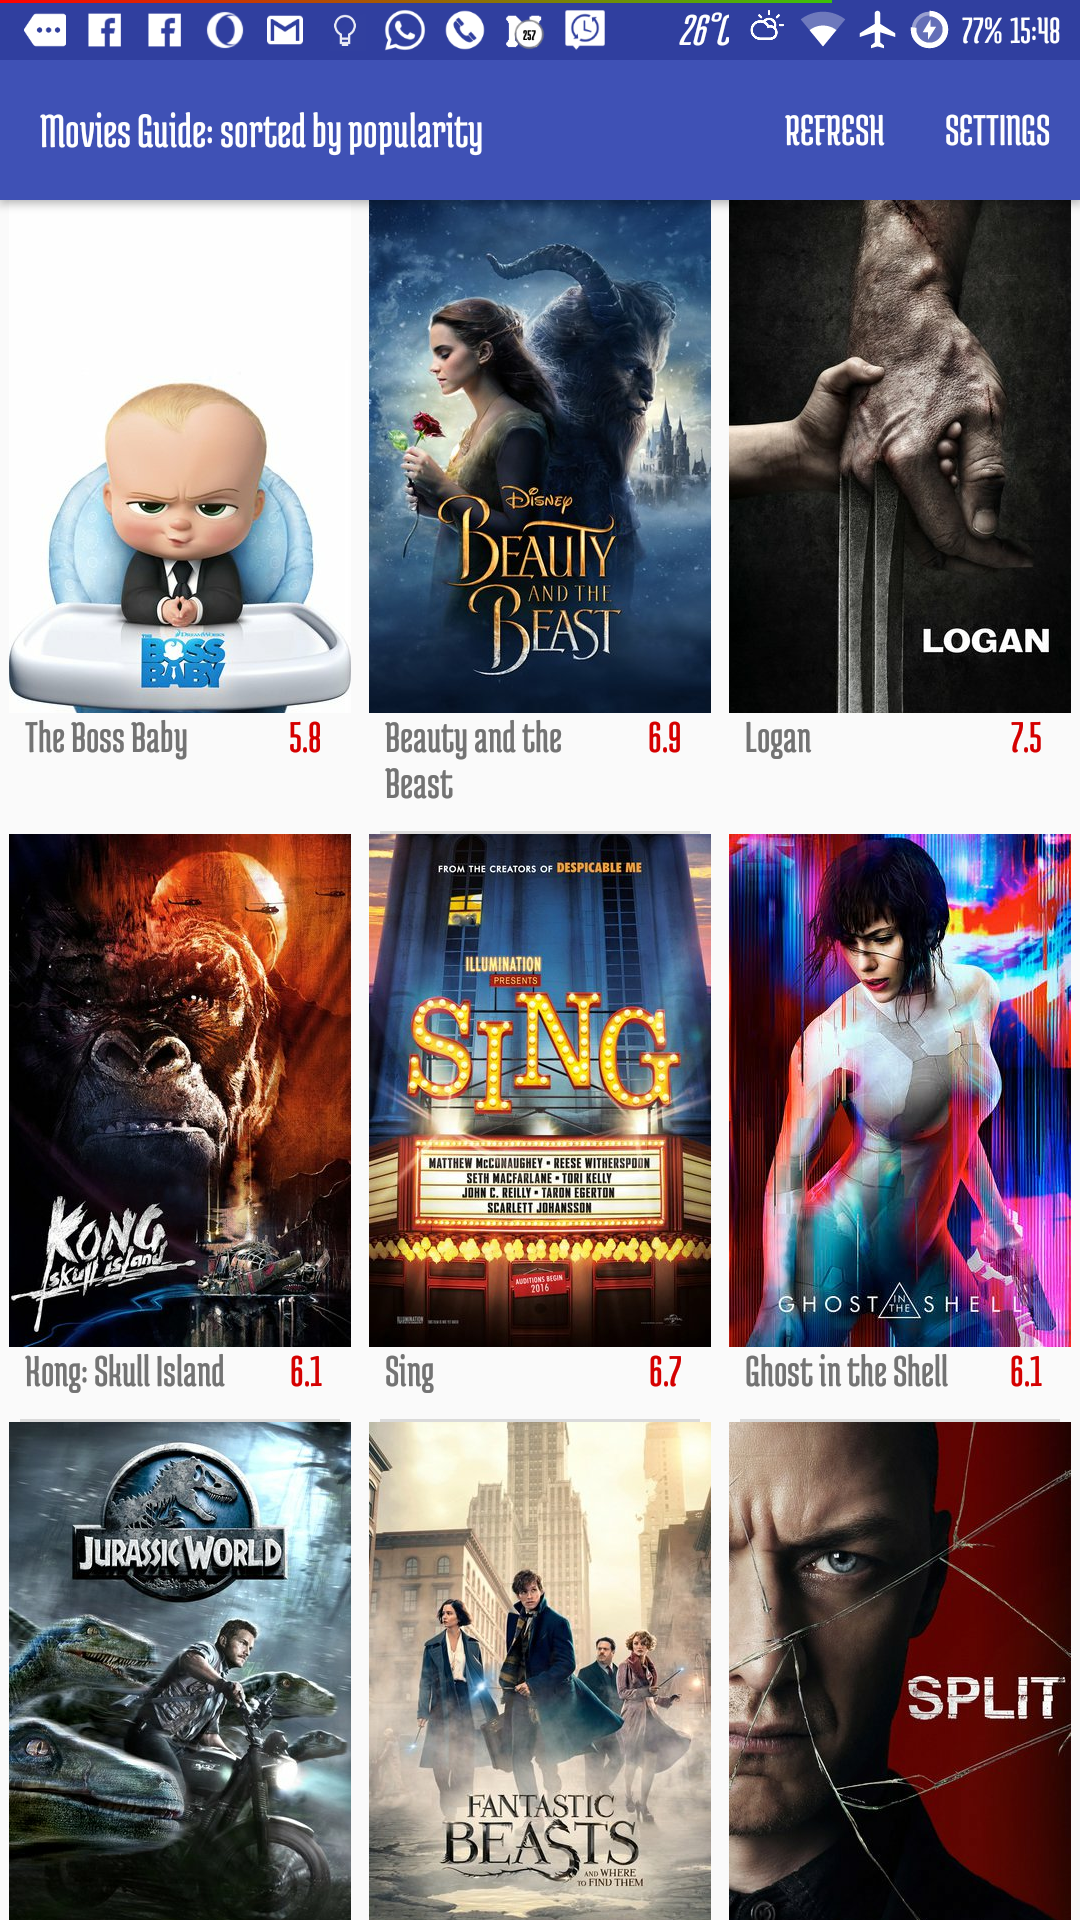 257
26°C
77% 15:48
Movies Guide: sorted by popularity
REFRESH
SETTINGS
THE
DREAMWORKS
BOSS
BABY
DISNEY
BEAUTY
AND THE
BEAST
LOGAN
The Boss Baby
5.8
Beauty and the
Beast
6.9
Logan
7.5
KONG
skull island
FROM THE CREATORS OF DESPICABLE ME
ILLUMINATION
PRESENTS
SING
MATTHEW McCONAUGHEY • REESE WITHERSPOON
SETH MACFARLANE • TORI KELLY
JOHN C. REILLY • TARON EGERTON
SCARLETT JOHANSSON
AUDITIONS BEGIN
2016
ILLUMINATION
GHOST IN THE SHELL
Kong: Skull Island
6.1
Sing
6.7
Ghost in the Shell
6.1
JURASSIC WORLD
FANTASTIC
BEASTS
AND WHERE
TO FIND THEM
SPLIT